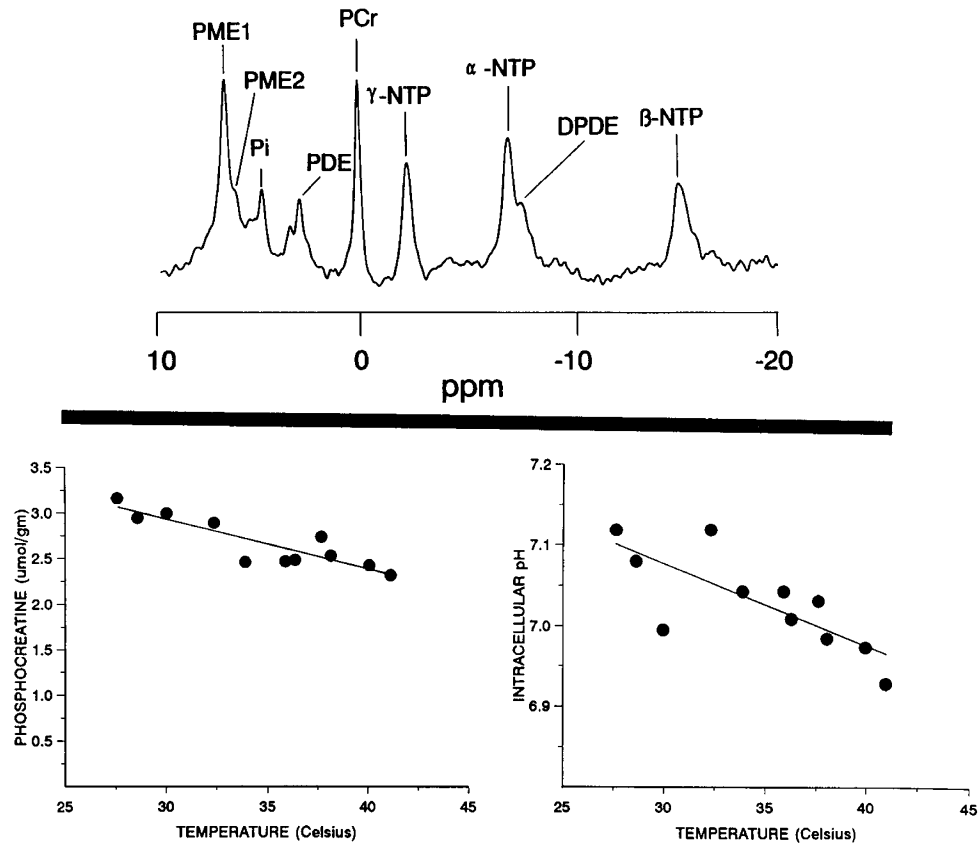 PME1
PCr
PME2
γ-NTP
α-NTP
Pi
PDE
DPDE
β-NTP
10 0 -10 -20
ppm
3.5
3.0
2.5
2.0
1.5
1.0
0.5
PHOSPHOCREATINE (umol/gm)
25 30 35 40 45
TEMPERATURE (Celsius)
7.2
7.1
7.0
6.9
INTRACELLULAR pH
25 30 35 40 45
TEMPERATURE (Celsius)